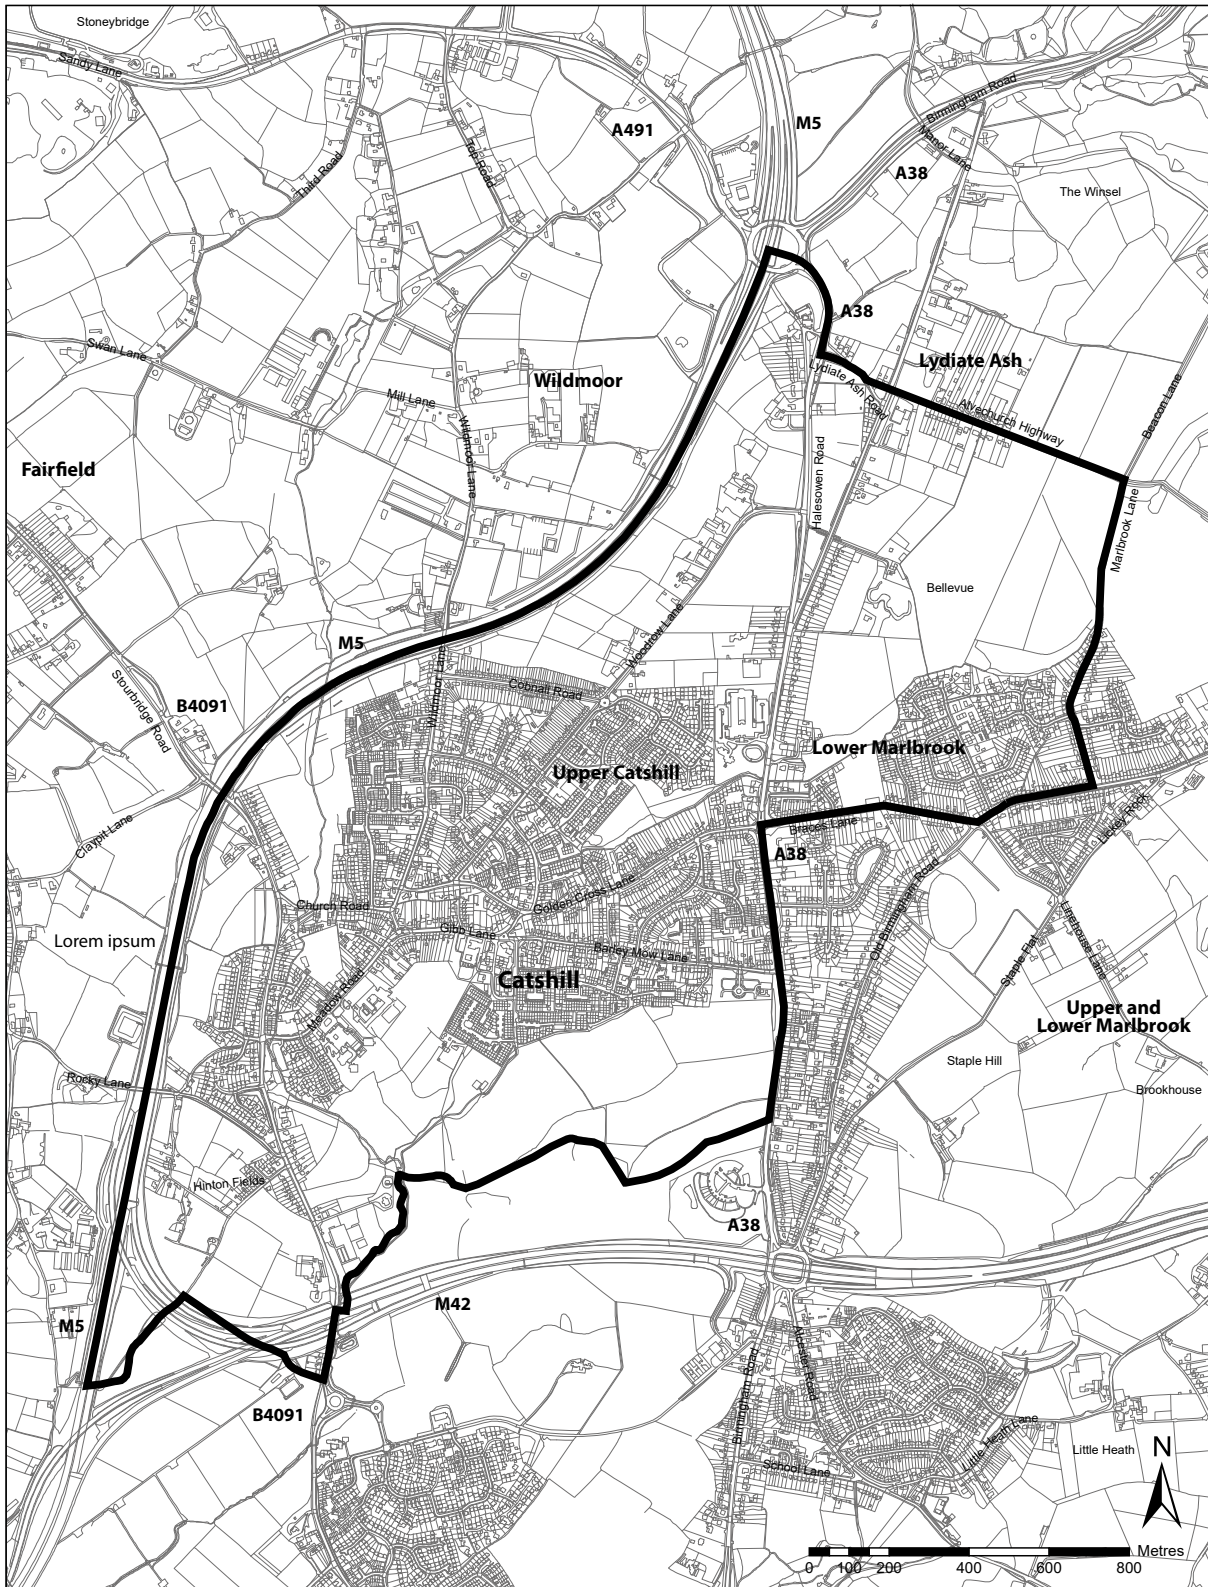 Stoneybridge
Sandy Lane
A491
M5
Birmingham Road
Manor Lane
A38
The Winsel
Third Road
Top Road
A38
Lydiate Ash
Swan Lane
Wildmoor
Mill Lane
Lydiate Ash Road
Alvechurch Highway
Beacon Lane
Wildmoor Lane
Halesowen Road
Fairfield
Marlbrook Lane
Bellevue
M5
Woodrow Lane
Stourbridge Road
B4091
Wildmoor Lane
Cobnall Road
Lower Marlbrook
Upper Catshill
Claypit Lane
Braces Lane
Lickey Rock
A38
Golden Cross Lane
Old Birmingham Road
Church Road
Gibb Lane
Lorem ipsum
Barley Mow Lane
Linehouse Lane
Staple Flat
Catshill
Meadow Road
Upper and
Lower Marlbrook
Staple Hill
Rocky Lane
Brookhouse
Hinton Fields
A38
M42
M5
Birmingham Road
Alcester Road
B4091
Little Heath Lane
Little Heath
School Lane
N
Metres
0 100 200 400 600 800